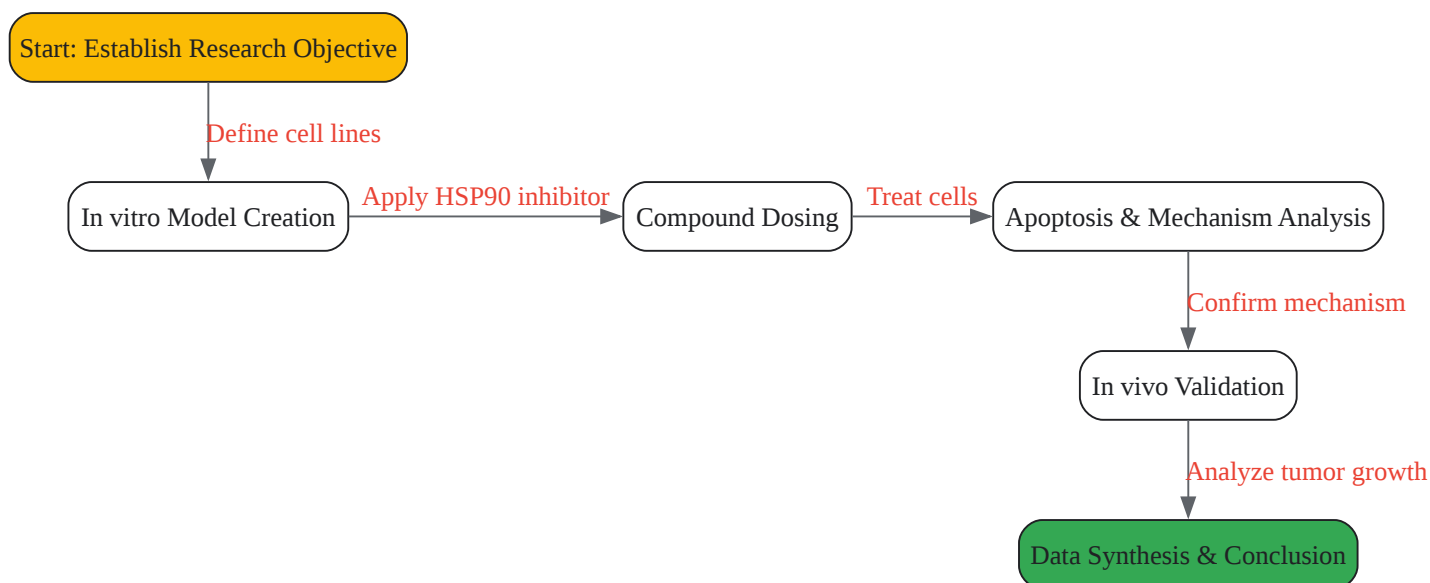 Start: Establish Research Objective
Define cell lines
In vitro Model Creation
Apply HSP90 inhibitor
Compound Dosing
Treat cells
Apoptosis & Mechanism Analysis
Confirm mechanism
In vivo Validation
Analyze tumor growth
Data Synthesis & Conclusion